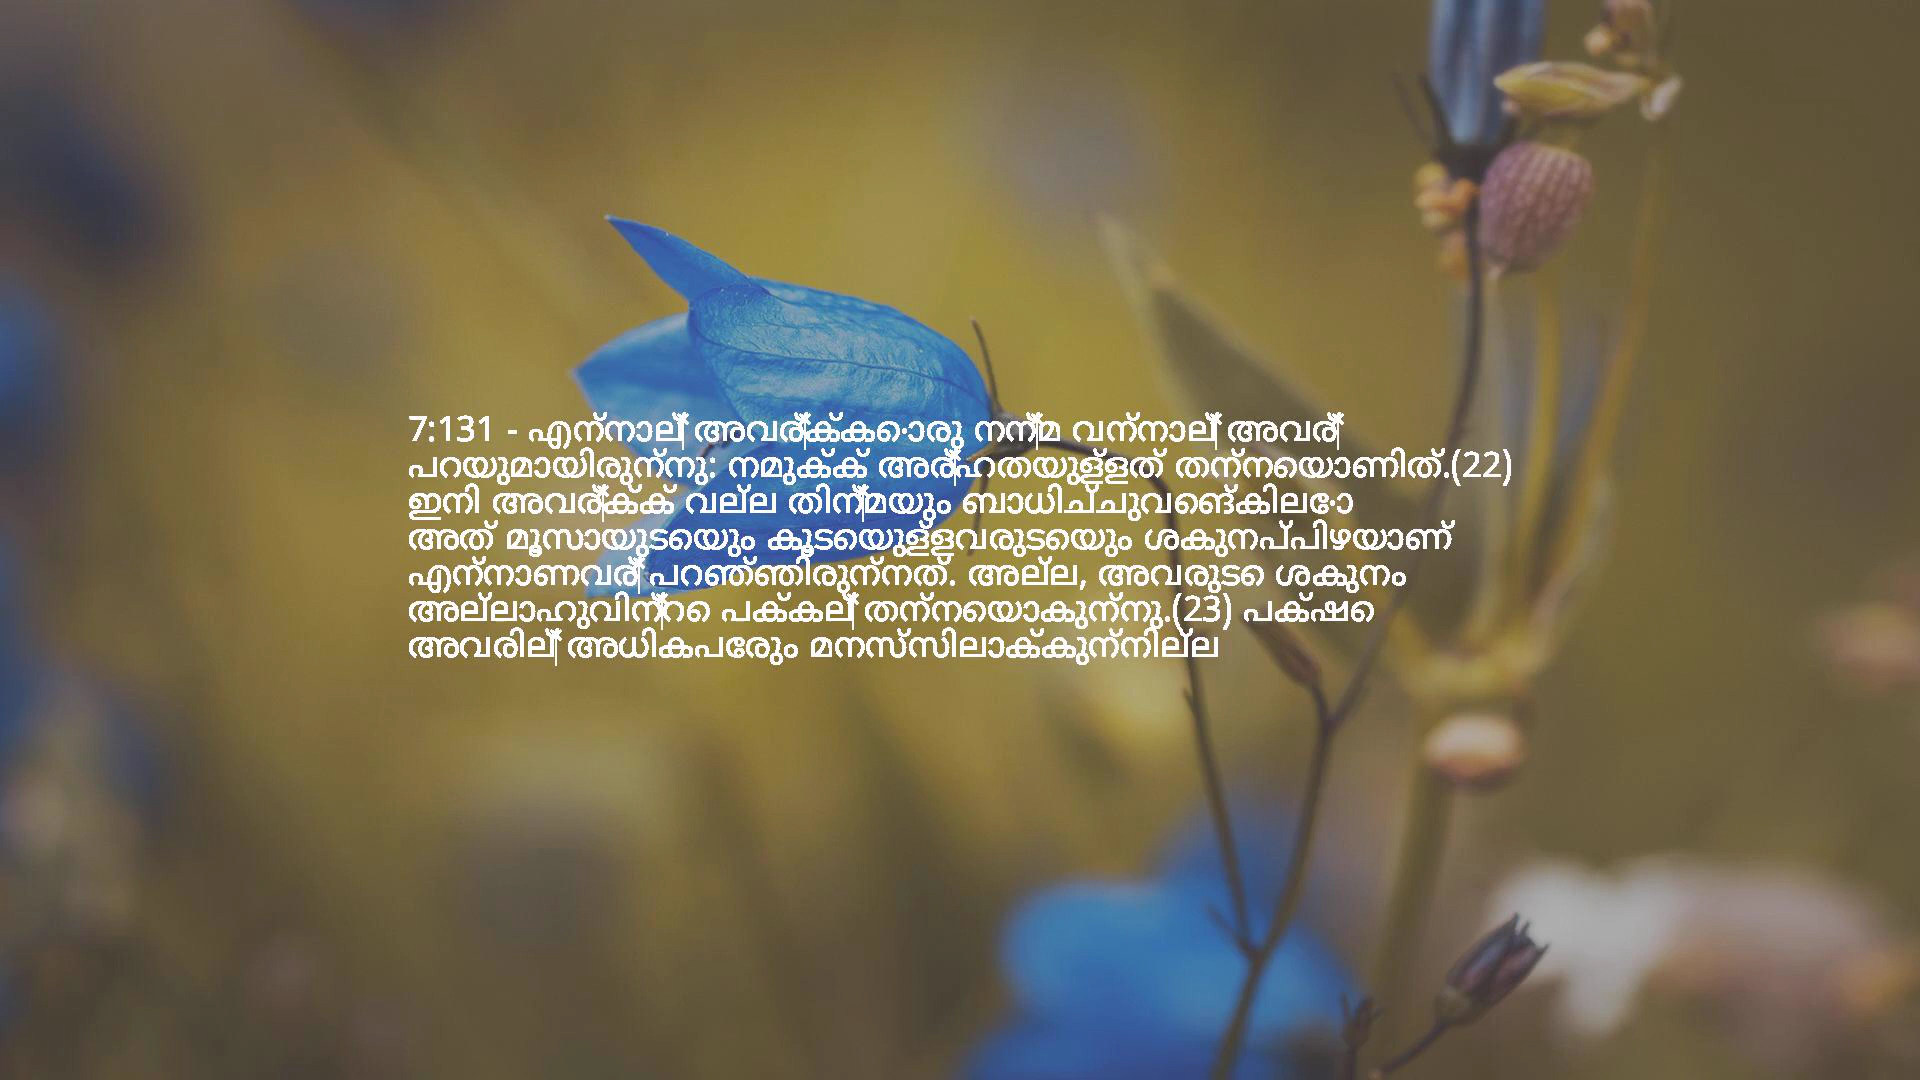 7:131 - എന്നാല്‍ അവര്‍ക്കൊരു നന്‍മ വന്നാല്‍ അവര്‍
പറയുമായിരുന്നു: നമുക്ക് അര്‍ഹതയുള്ളത് തന്നെയാണിത്.(22)
ഇനി അവര്‍ക്ക് വല്ല തിന്‍മയും ബാധിച്ചുവെങ്കിലോ
അത് മൂസായുടെയും കൂടെയുള്ളവരുടെയും ശകുനപ്പിഴയാണ്
എന്നാണവര്‍ പറഞ്ഞിരുന്നത്. അല്ല, അവരുടെ ശകുനം
അല്ലാഹുവിന്‍റെ പക്കല്‍ തന്നെയാകുന്നു.(23) പക്ഷെ
അവരില്‍ അധികപേരും മനസ്സിലാക്കുന്നില്ല